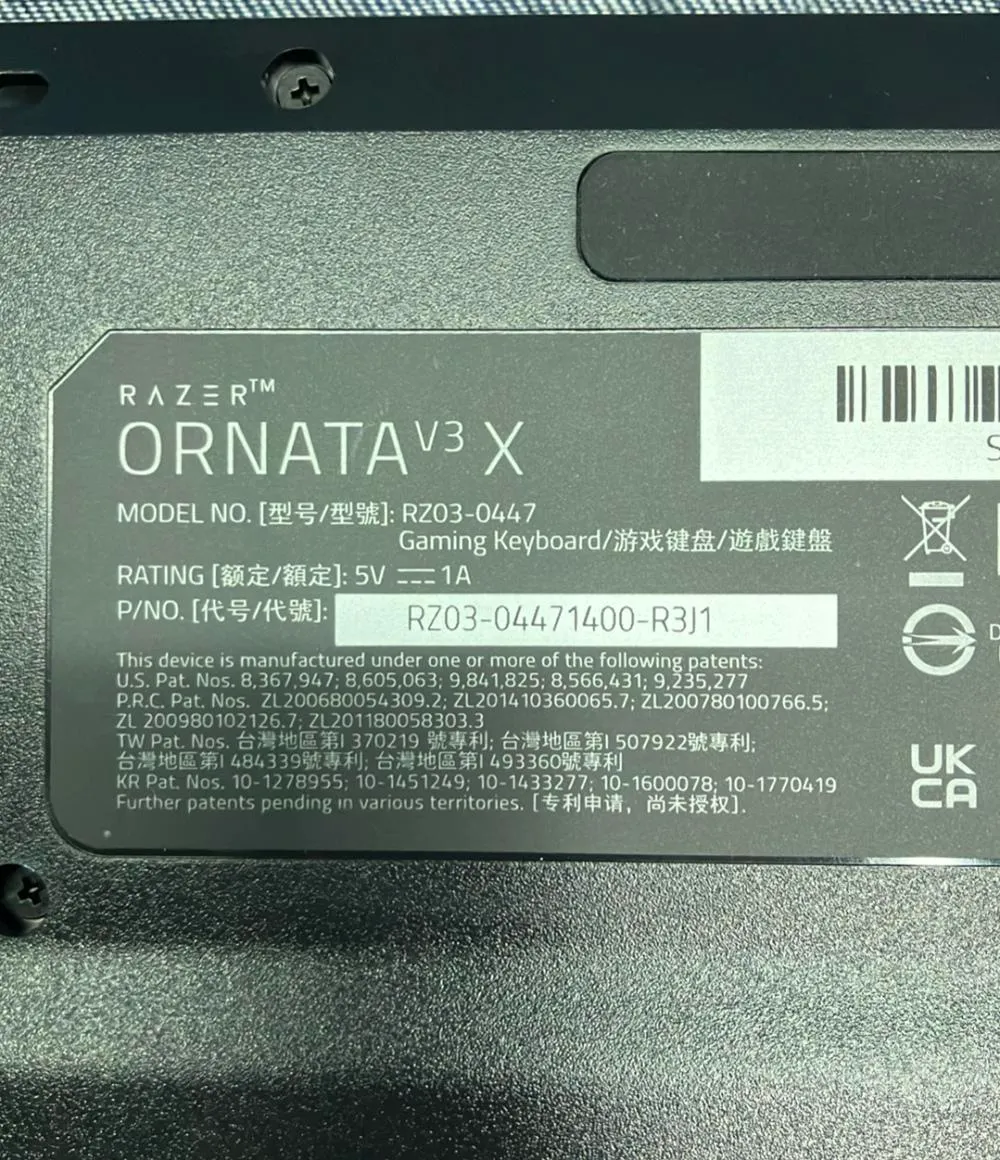 RAZER™
ORNATA V3 X
MODEL NO. [型号/型號]: RZ03-0447
Gaming Keyboard/游戏键盘/遊戲鍵盤
RATING [额定/額定]: 5V ⎓ 1A
P/NO. [代号/代號]: RZ03-04471400-R3J1
This device is manufactured under one or more of the following patents:
U.S. Pat. Nos. 8,367,947; 8,605,063; 9,841,825; 8,566,431; 9,235,277
P.R.C. Pat. Nos. ZL200680054309.2; ZL201410360065.7; ZL200780100766.5;
ZL 200980102126.7; ZL201180058303.3
TW Pat. Nos. 台灣地區第I 370219 號專利; 台灣地區第I 507922號專利;
台灣地區第I 484339號專利; 台灣地區第I 493360號專利
KR Pat. Nos. 10-1278955; 10-1451249; 10-1433277; 10-1600078; 10-1770419
Further patents pending in various territories. [专利申请，尚未授权].
S
D
UK
CA